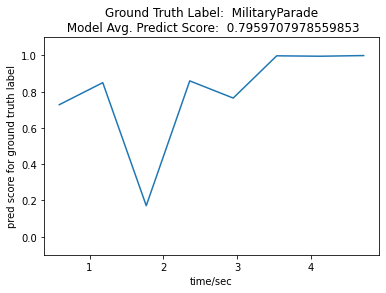 Ground Truth Label:  MilitaryParade
Model Avg. Predict Score:  0.7959707978559853
pred score for ground truth label
1.0
0.8
0.6
0.4
0.2
0.0
1 2 3 4
time/sec